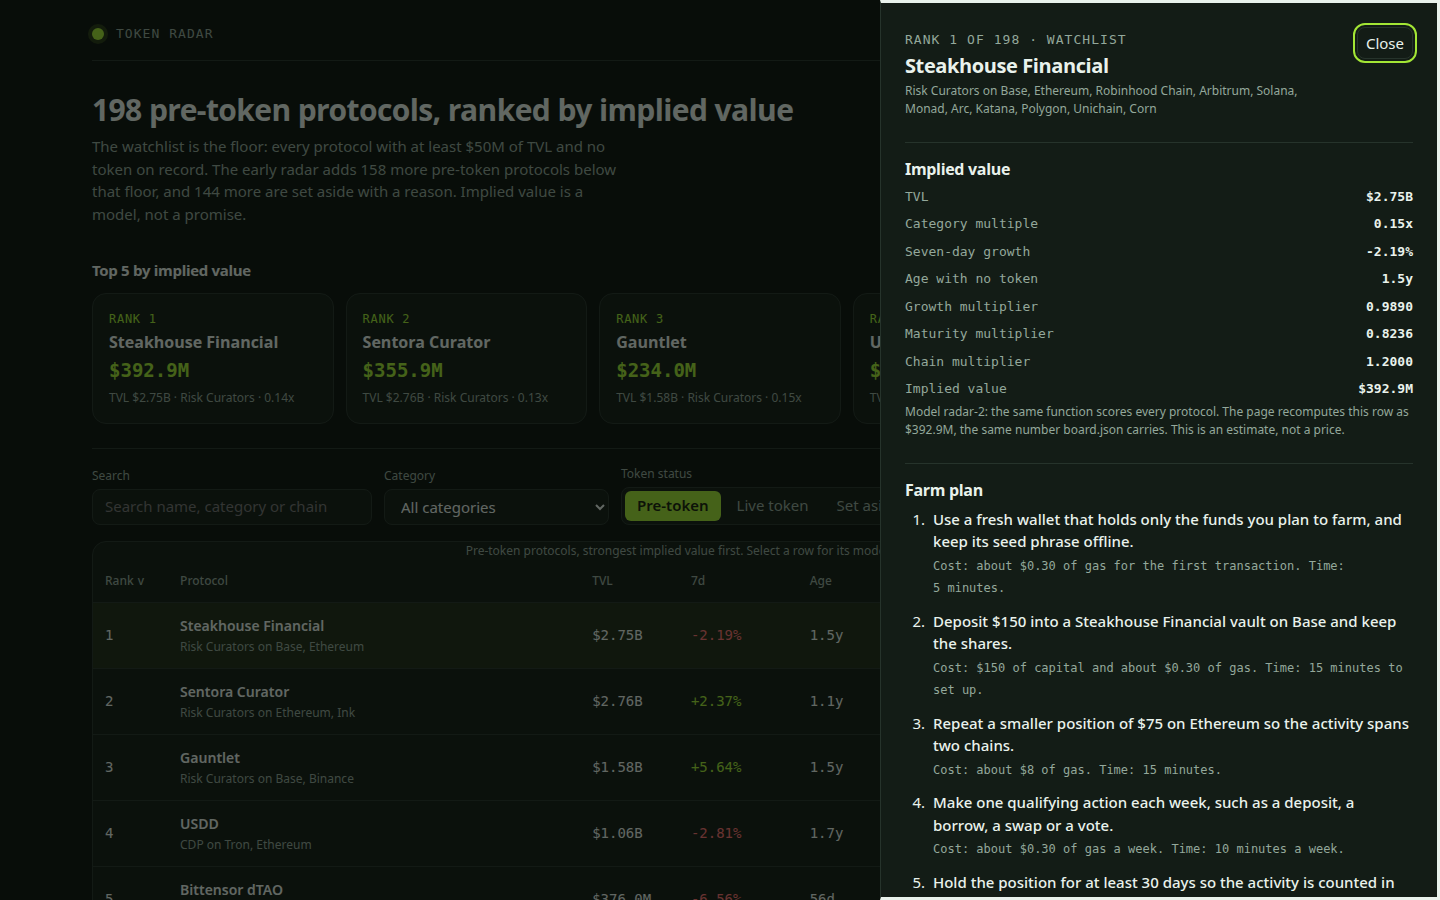 TOKEN RADAR
198 pre-token protocols, ranked by implied value
The watchlist is the floor: every protocol with at least $50M of TVL and no
token on record. The early radar adds 158 more pre-token protocols below
that floor, and 144 more are set aside with a reason. Implied value is a
model, not a promise.
Top 5 by implied value
RANK 1
Steakhouse Financial
$392.9M
TVL $2.75B · Risk Curators · 0.14x
RANK 2
Sentora Curator
$355.9M
TVL $2.76B · Risk Curators · 0.13x
RANK 3
Gauntlet
$234.0M
TVL $1.58B · Risk Curators · 0.15x
Search
Category
Token status
Search name, category or chain
All categories
Pre-token
Live token
Set asi
Pre-token protocols, strongest implied value first. Select a row for its mod
Rank v
Protocol
TVL
7d
Age
1
Steakhouse Financial
Risk Curators on Base, Ethereum
$2.75B
-2.19%
1.5y
2
Sentora Curator
Risk Curators on Ethereum, Ink
$2.76B
+2.37%
1.1y
3
Gauntlet
Risk Curators on Base, Binance
$1.58B
+5.64%
1.5y
4
USDD
CDP on Tron, Ethereum
$1.06B
-2.81%
1.7y
5
Bittensor dTAO
$376.0M
-6.56%
56d
RANK 1 OF 198 · WATCHLIST
Close
Steakhouse Financial
Risk Curators on Base, Ethereum, Robinhood Chain, Arbitrum, Solana,
Monad, Arc, Katana, Polygon, Unichain, Corn
Implied value
TVL $2.75B
Category multiple 0.15x
Seven-day growth -2.19%
Age with no token 1.5y
Growth multiplier 0.9890
Maturity multiplier 0.8236
Chain multiplier 1.2000
Implied value $392.9M
Model radar-2: the same function scores every protocol. The page recomputes this row as
$392.9M, the same number board.json carries. This is an estimate, not a price.
Farm plan
1. Use a fresh wallet that holds only the funds you plan to farm, and
keep its seed phrase offline.
Cost: about $0.30 of gas for the first transaction. Time:
5 minutes.
2. Deposit $150 into a Steakhouse Financial vault on Base and keep
the shares.
Cost: $150 of capital and about $0.30 of gas. Time: 15 minutes to
set up.
3. Repeat a smaller position of $75 on Ethereum so the activity spans
two chains.
Cost: about $8 of gas. Time: 15 minutes.
4. Make one qualifying action each week, such as a deposit, a
borrow, a swap or a vote.
Cost: about $0.30 of gas a week. Time: 10 minutes a week.
5. Hold the position for at least 30 days so the activity is counted in